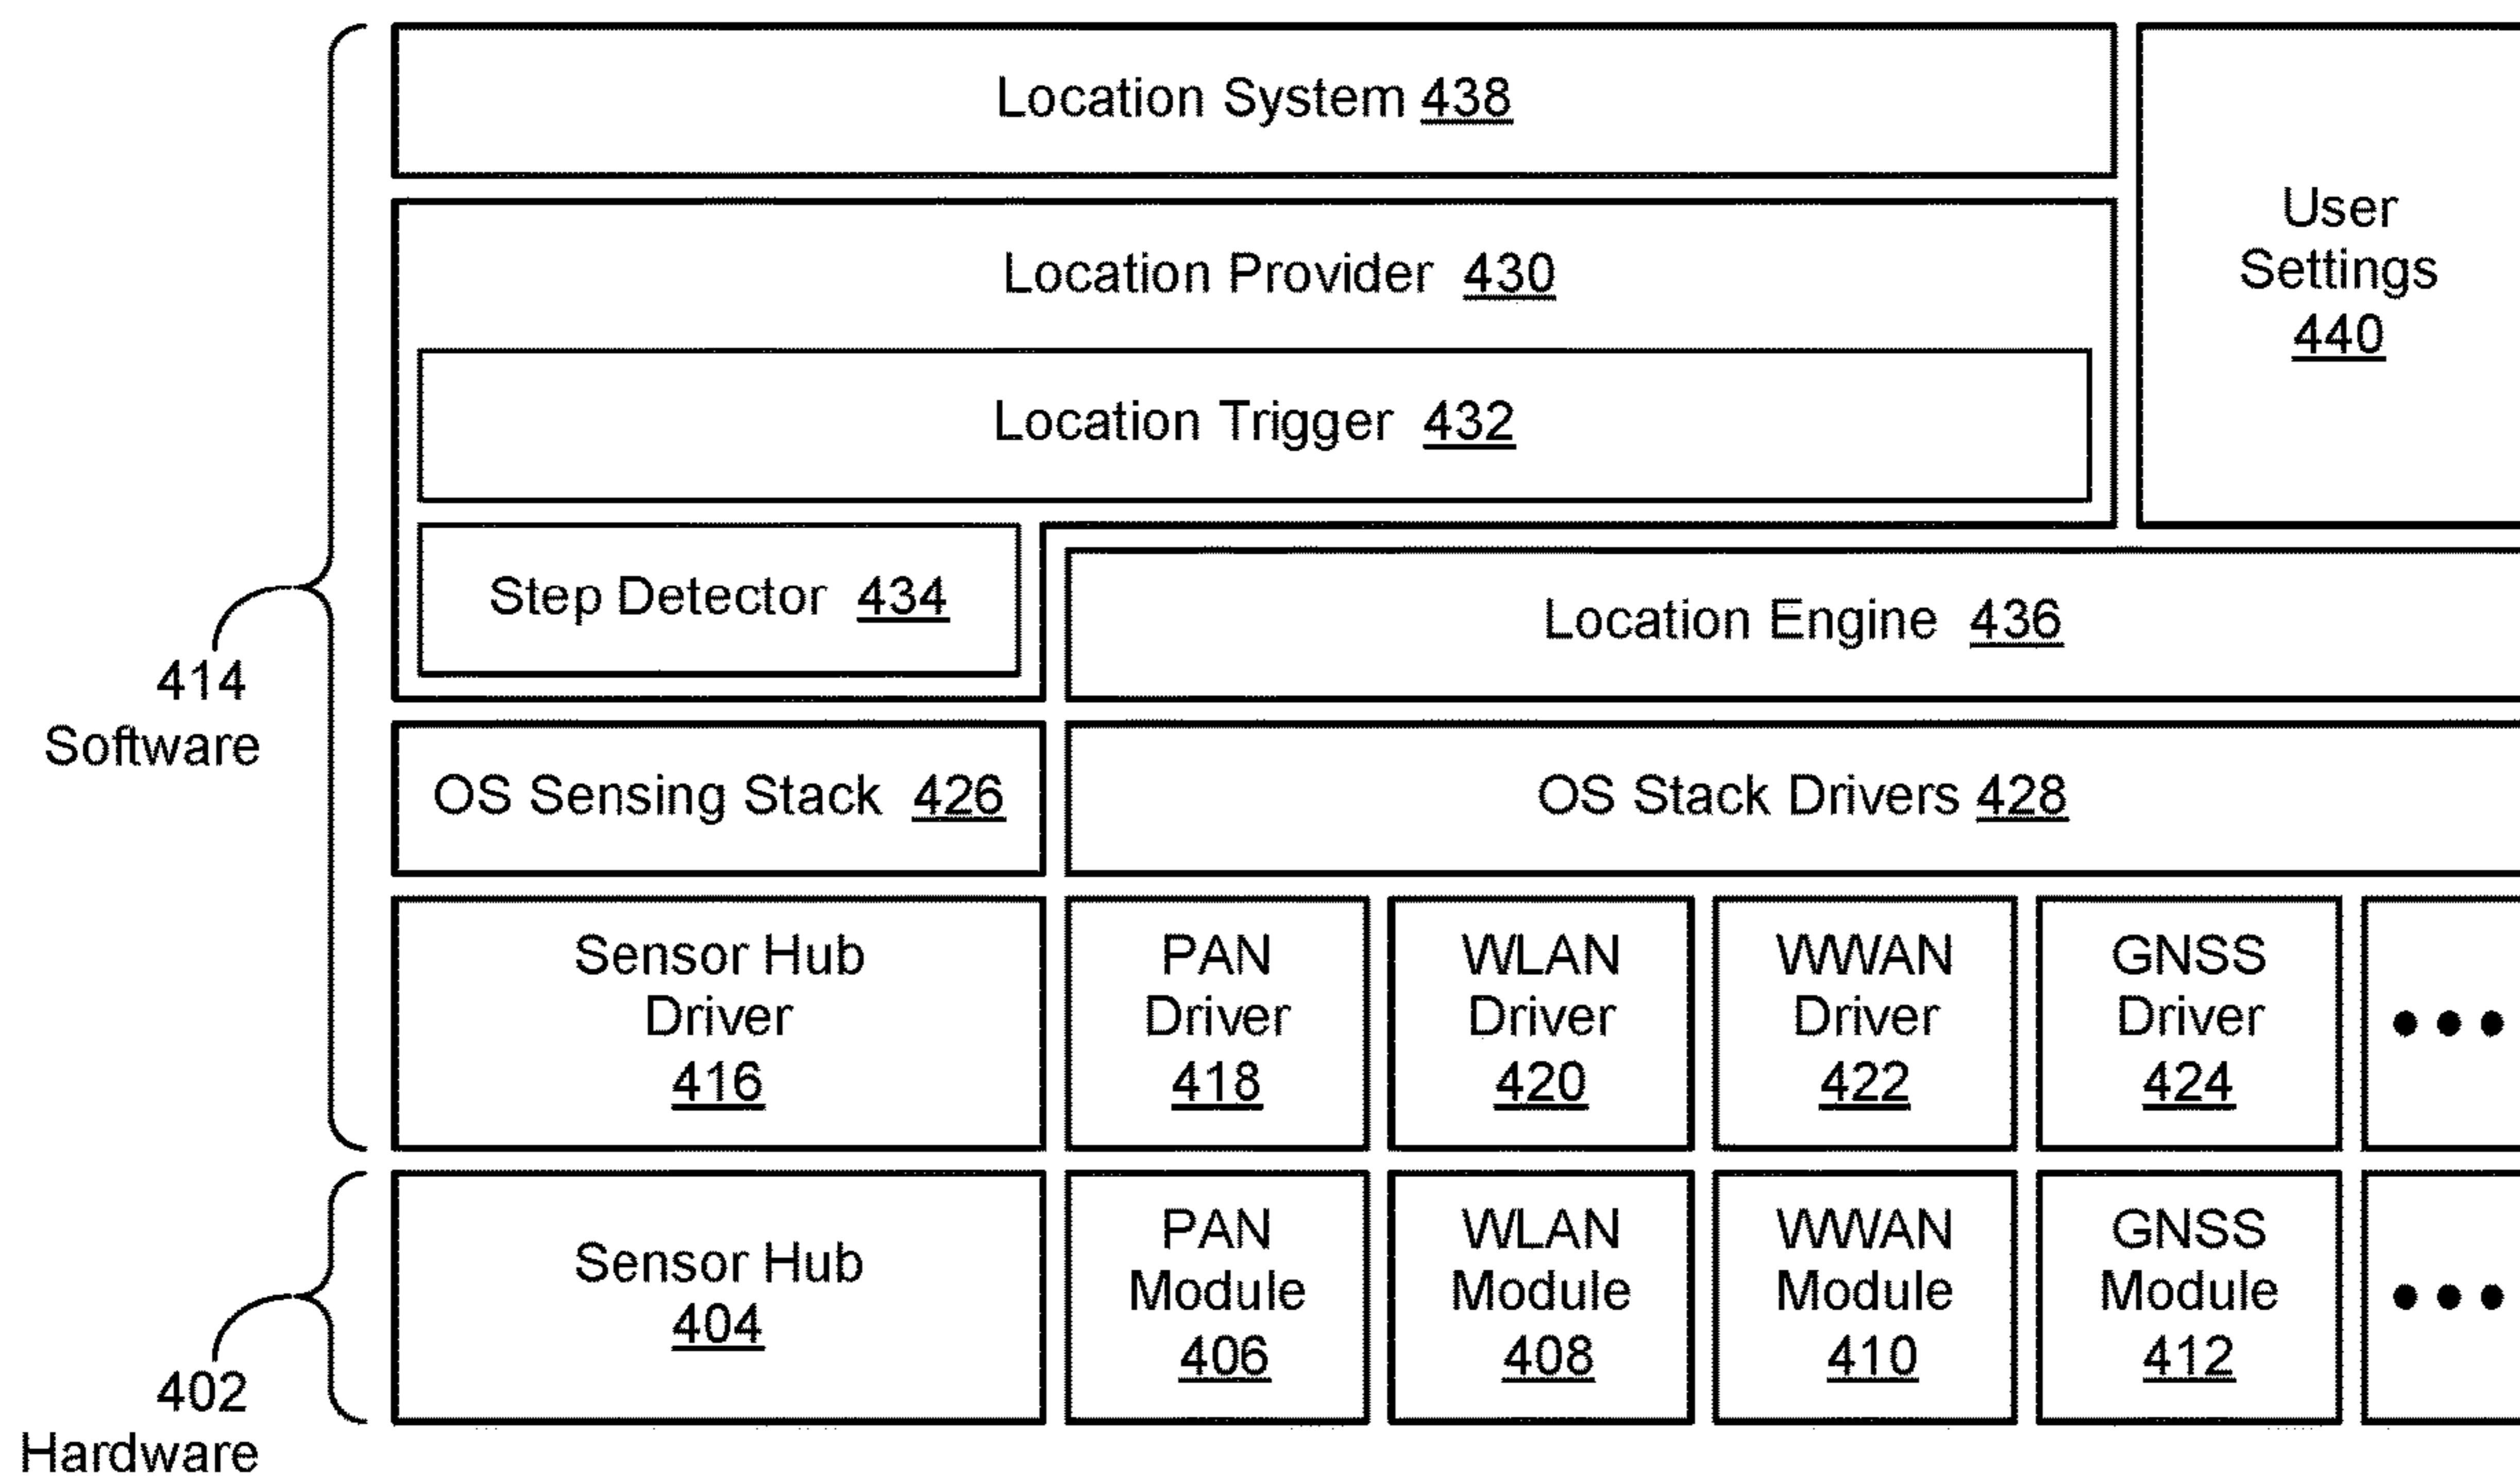 Location System 438
User
Settings
440
Location Provider 430
Location Trigger 432
Step Detector 434
Location Engine 436
414
Software
OS Sensing Stack 426
OS Stack Drivers 428
Sensor Hub
Driver
416
PAN
Driver
418
WLAN
Driver
420
WWAN
Driver
422
GNSS
Driver
424
•••
Sensor Hub
404
PAN
Module
406
WLAN
Module
408
WWAN
Module
410
GNSS
Module
412
•••
402
Hardware